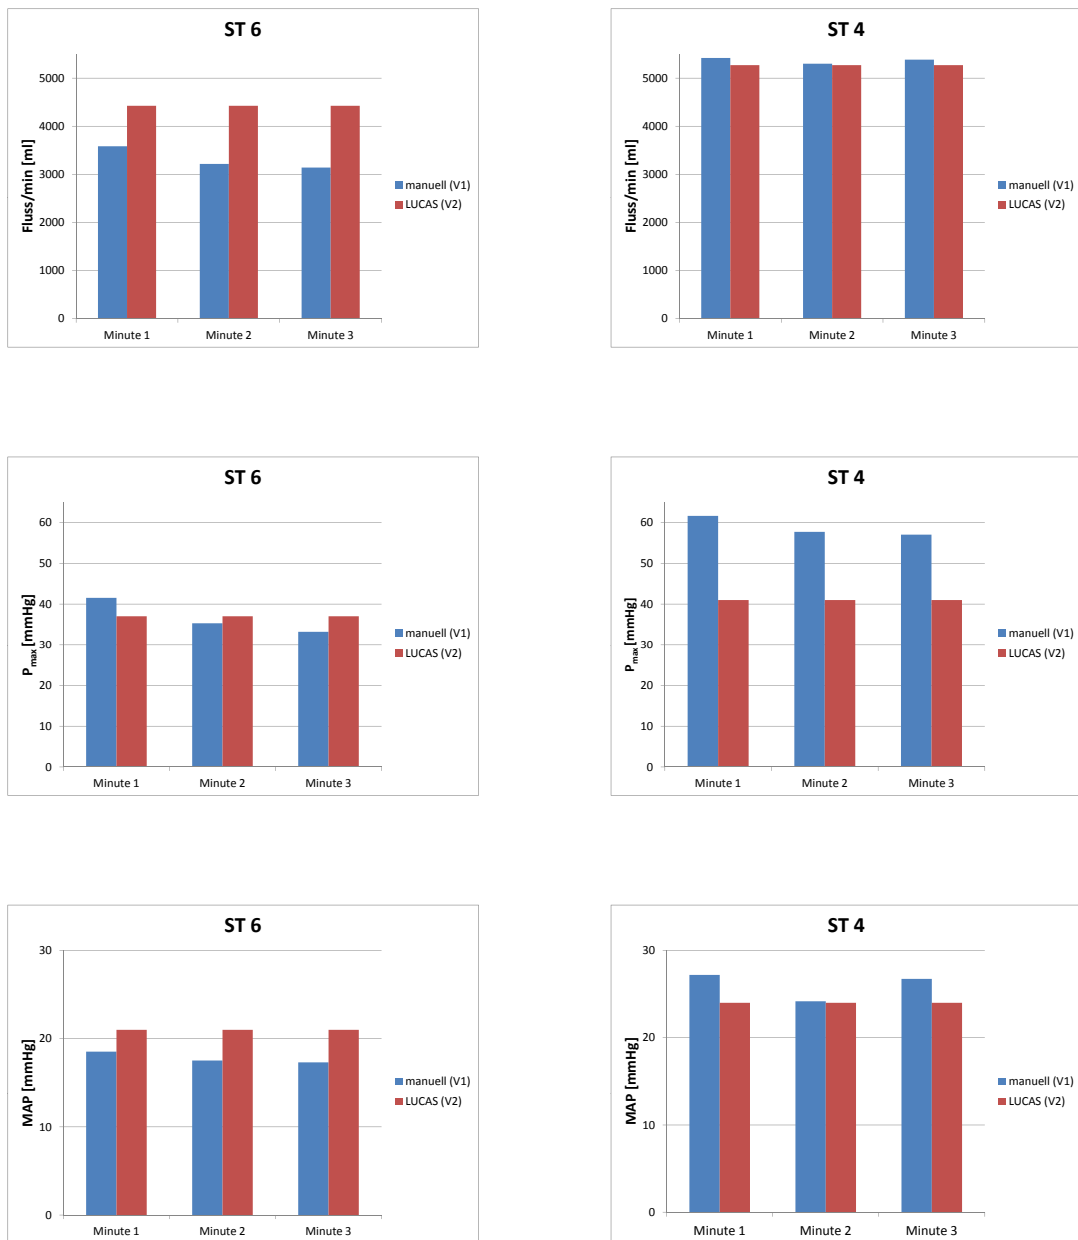 ST 6
Fluss/min [ml]
5000
4000
3000
2000
1000
0
Minute 1 Minute 2 Minute 3
manuell (V1)
LUCAS (V2)
ST 4
Fluss/min [ml]
5000
4000
3000
2000
1000
0
Minute 1 Minute 2 Minute 3
manuell (V1)
LUCAS (V2)
ST 6
Pmax [mmHg]
60
50
40
30
20
10
0
Minute 1 Minute 2 Minute 3
manuell (V1)
LUCAS (V2)
ST 4
Pmax [mmHg]
60
50
40
30
20
10
0
Minute 1 Minute 2 Minute 3
manuell (V1)
LUCAS (V2)
ST 6
MAP [mmHg]
30
20
10
0
Minute 1 Minute 2 Minute 3
manuell (V1)
LUCAS (V2)
ST 4
MAP [mmHg]
30
20
10
0
Minute 1 Minute 2 Minute 3
manuell (V1)
LUCAS (V2)